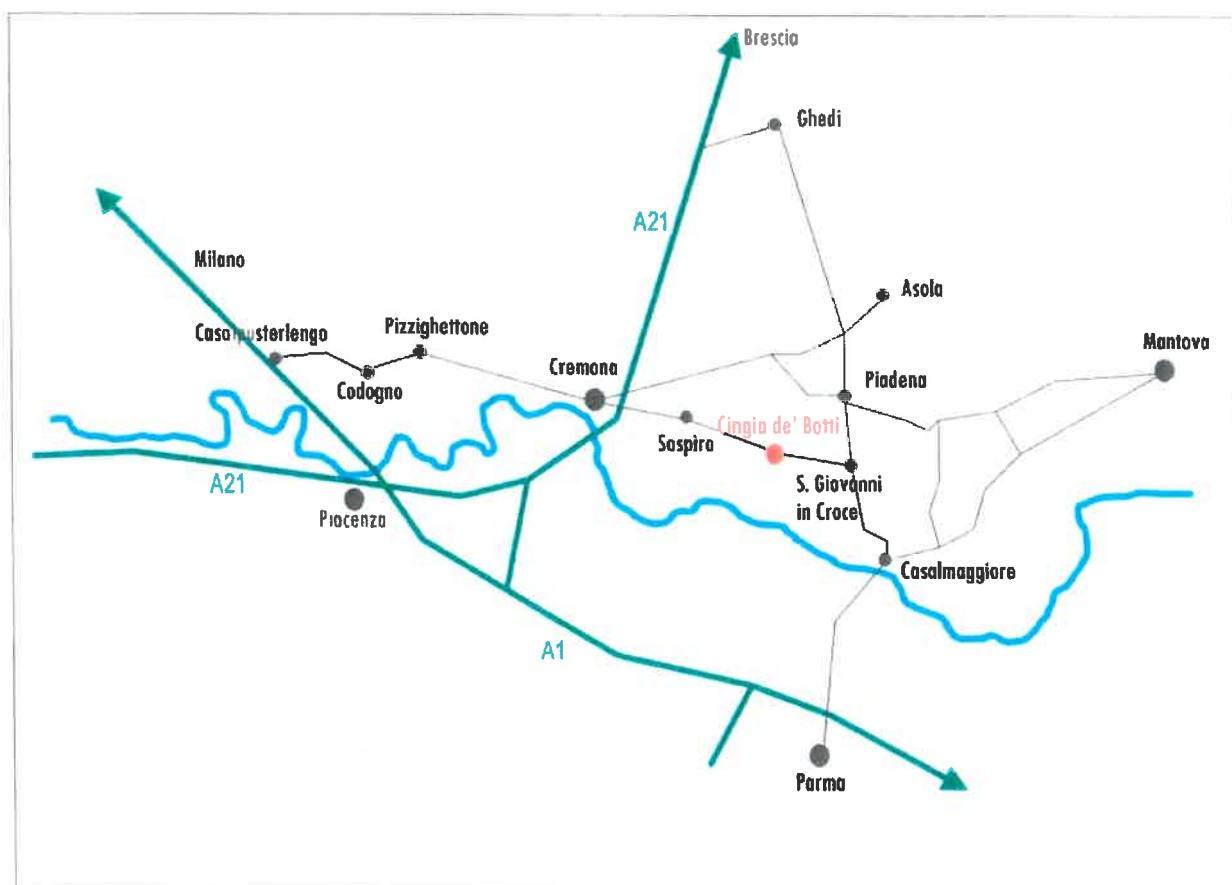 Brescia
Ghedi
A21
Milano
Asola
Casalpusterlengo
Pizzighettone
Mantova
Cremona
Codogno
Piadena
Sospiro
Cingia de' Botti
A21
S. Giovanni
in Croce
Piacenza
Casalmaggiore
A1
Parma